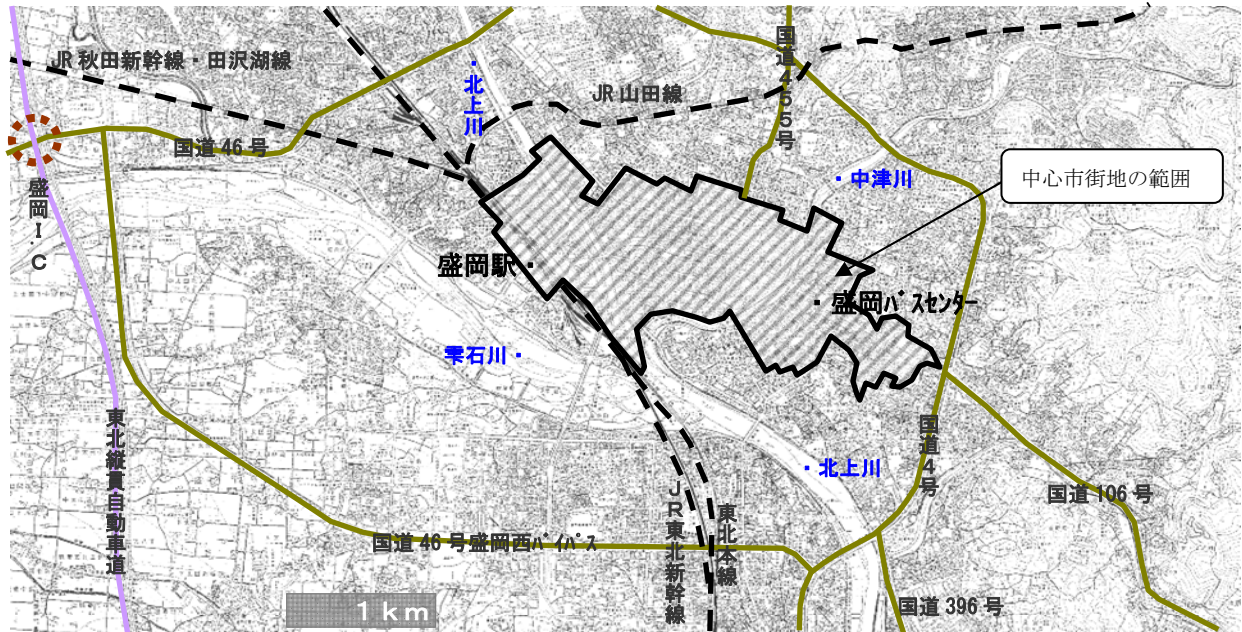 JR 秋田新幹線・田沢湖線
北上川
JR 山田線
国道455号
国道 46 号
中津川
中心市街地の範囲
盛岡I.C
盛岡駅
盛岡ﾊﾞｽｾﾝﾀｰ
雫石川
東北縦貫自動車道
国道4号
北上川
国道 106 号
国道 46 号盛岡西ﾊﾞｲﾊﾟｽ
JR東北新幹線
東北本線
1ｋｍ
国道 396 号